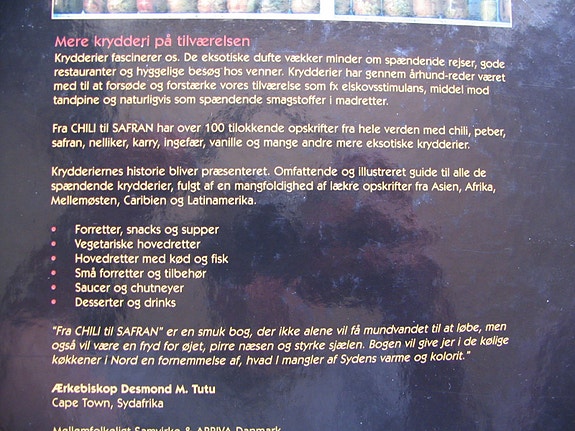 Mere krydderi på tilværelsen
Krydderier fascinerer os. De eksotiske dufte vækker minder om spændende rejser, gode
restauranter og hyggelige besøg hos venner. Krydderier har gennem århund-reder været
med til at forsøde og forstærke vores tilværelse som fx elskovsstimulans, middel mod
tandpine og naturligvis som spændende smagstoffer i madretter.
Fra CHILI til SAFRAN har over 100 tilokkende opskrifter fra hele verden med chili, peber,
safran, nelliker, karry, ingefær, vanille og mange andre mere eksotiske krydderier.
Kryddernes historie bliver præsenteret. Omfattende og illustreret guide til alle de
spændende krydderier, fulgt af en mangfoldighed af lækre opskrifter fra Asien, Afrika,
Mellemøsten, Caribien og Latinamerika.
• Forretter, snacks og supper
• Vegetariske hovedretter
• Hovedretter med kød og fisk
• Små forretter og tilbehør
• Saucer og chutneyer
• Desserter og drinks
"Fra CHILI til SAFRAN" er en smuk bog, der ikke alene vil få mundvandet til at løbe, men
også vil være en fryd for øjet, pirre næsen og styrke sjælen. Bogen vil give jer i de kølige
køkkener i Nord en fornemmelse af, hvad I mangler af Sydens varme og kolorit."
Ærkebiskop Desmond M. Tutu
Cape Town, Sydafrika
Mellemfolkeligt Samvirke & ARRIVA Danmark